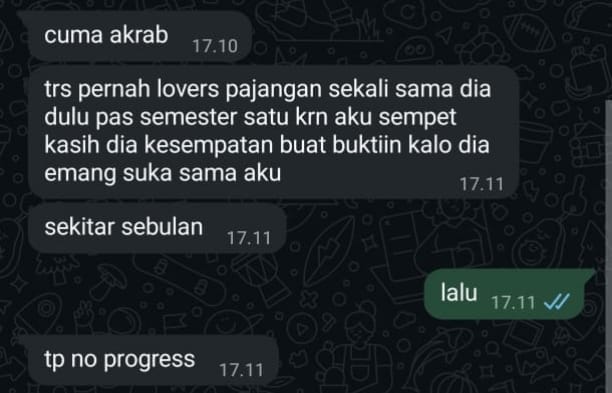 cuma akrab 17.10
trs pernah lovers pajangan sekali sama dia
dulu pas semester satu krn aku sempet
kasih dia kesempatan buat buktiin kalo dia
emang suka sama aku 17.11
sekitar sebulan 17.11
lalu 17.11
tp no progress 17.11